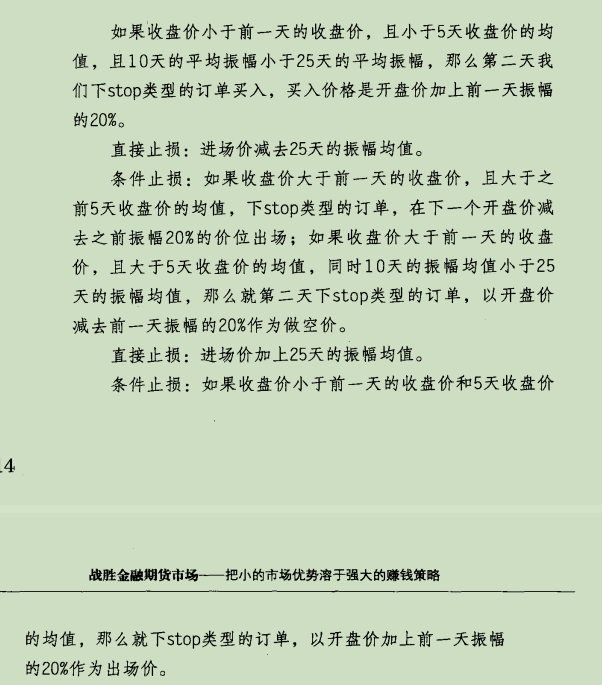 如果收盘价小于前一天的收盘价，且小于5天收盘价的均
值，且10天的平均振幅小于25天的平均振幅，那么第二天我
们下stop类型的订单买入，买入价格是开盘价加上前一天振幅
的20%。
直接止损：进场价减去25天的振幅均值。
条件止损：如果收盘价大于前一天的收盘价，且大于之
前5天收盘价的均值，下stop类型的订单，在下一个开盘价减
去之前振幅20%的价位出场；如果收盘价大于前一天的收盘
价，且大于5天收盘价的均值，同时10天的振幅均值小于25
天的振幅均值，那么就第二天下stop类型的订单，以开盘价
减去前一天振幅的20%作为做空价。
直接止损：进场价加上25天的振幅均值。
条件止损：如果收盘价小于前一天的收盘价和5天收盘价
14
战胜金融期货市场——把小的市场优势溶于强大的赚钱策略
的均值，那么就下stop类型的订单，以开盘价加上前一天振幅
的20%作为出场价。